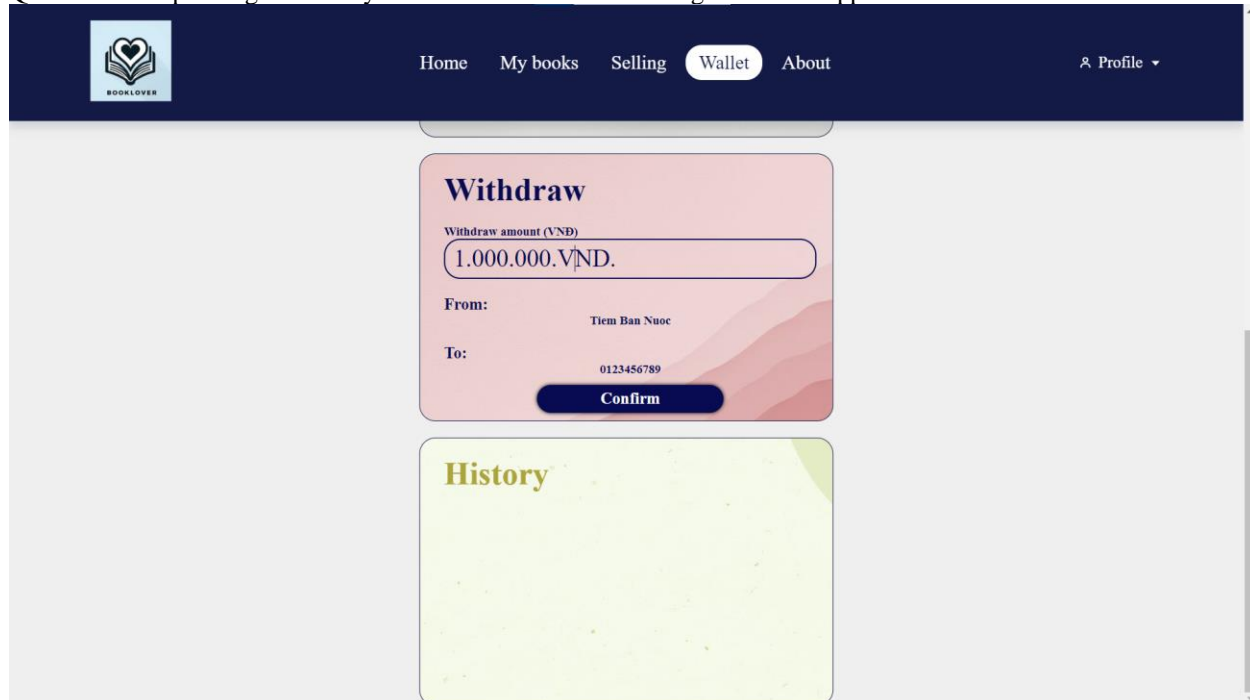 BOOKLOVER
Home My books Selling Wallet About Profile
Withdraw
Withdraw amount (VNĐ)
1.000.000.VND.
From:
Tiem Ban Nuoc
To:
0123456789
Confirm
History